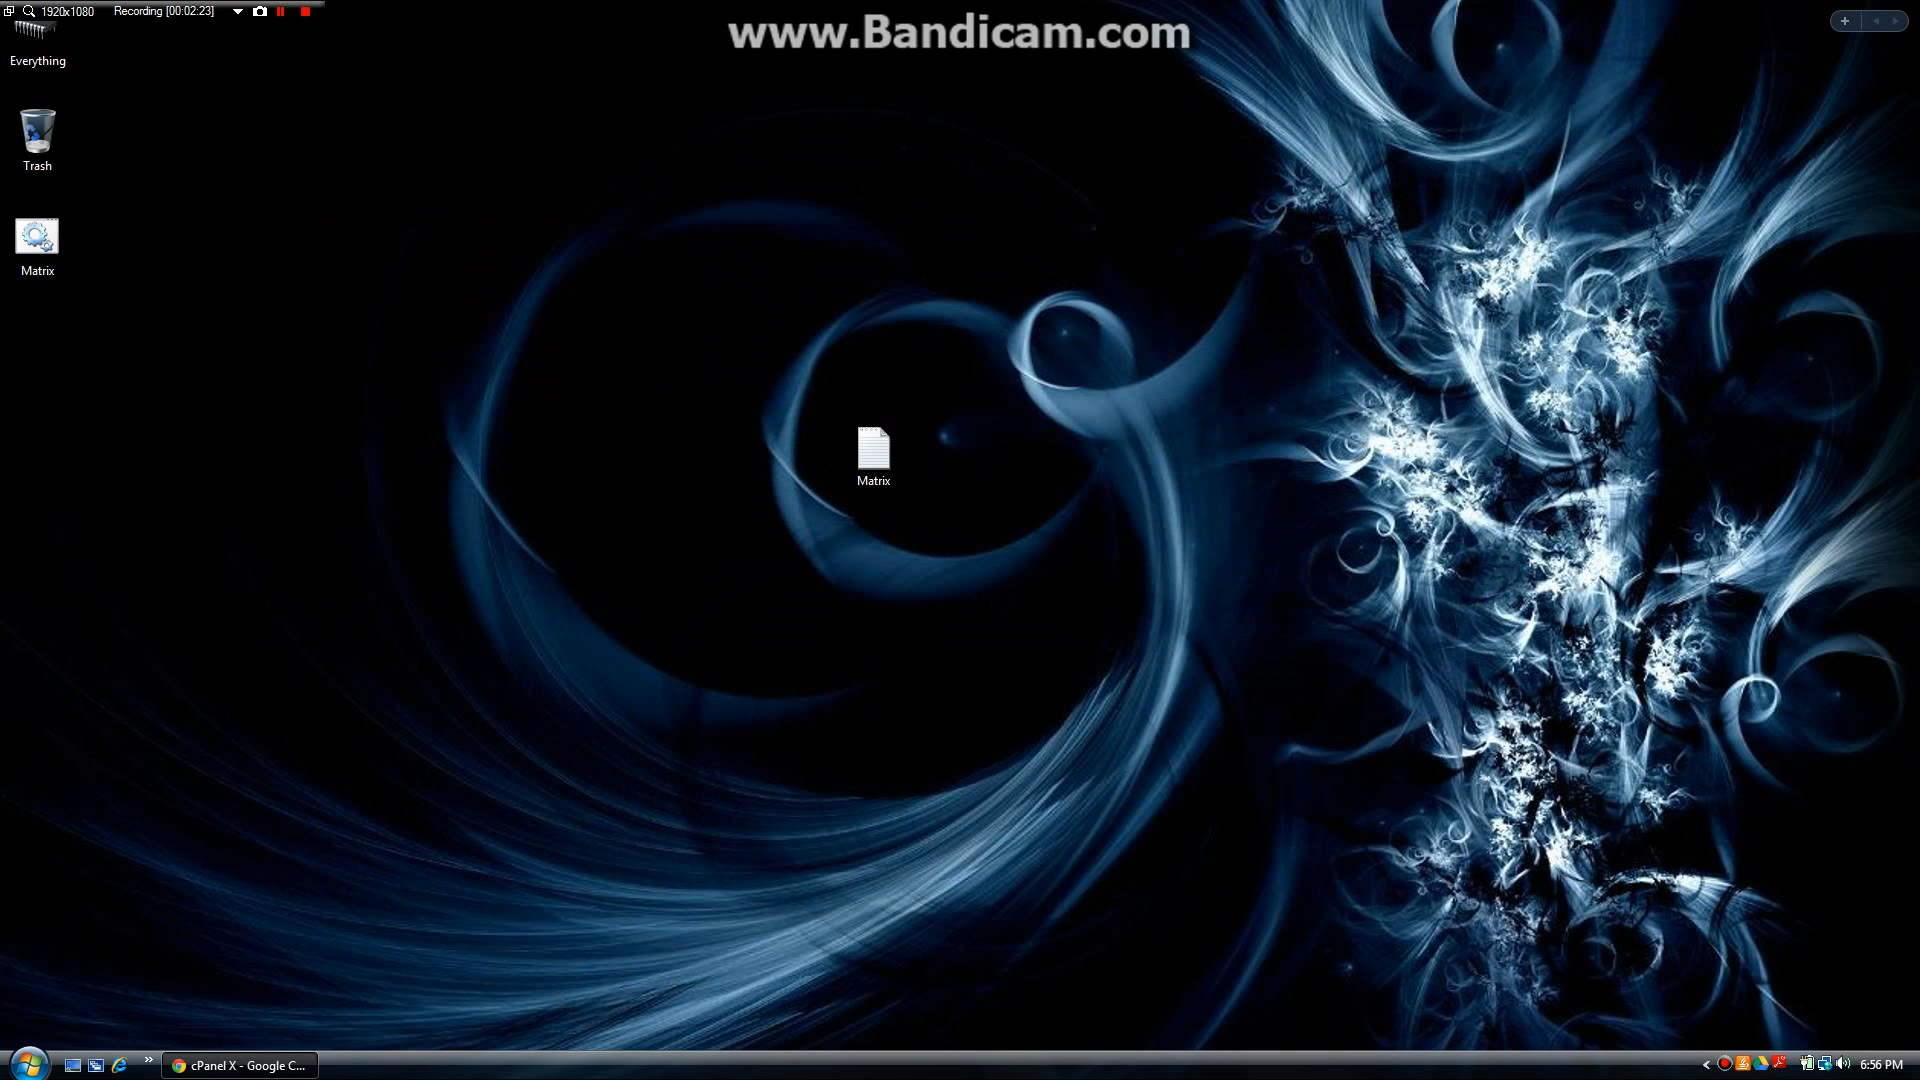 1920x1080 Recording [00:02:23]
www.Bandicam.com
Everything
Trash
Matrix
Matrix
cPanel X - Google C...
6:56 PM